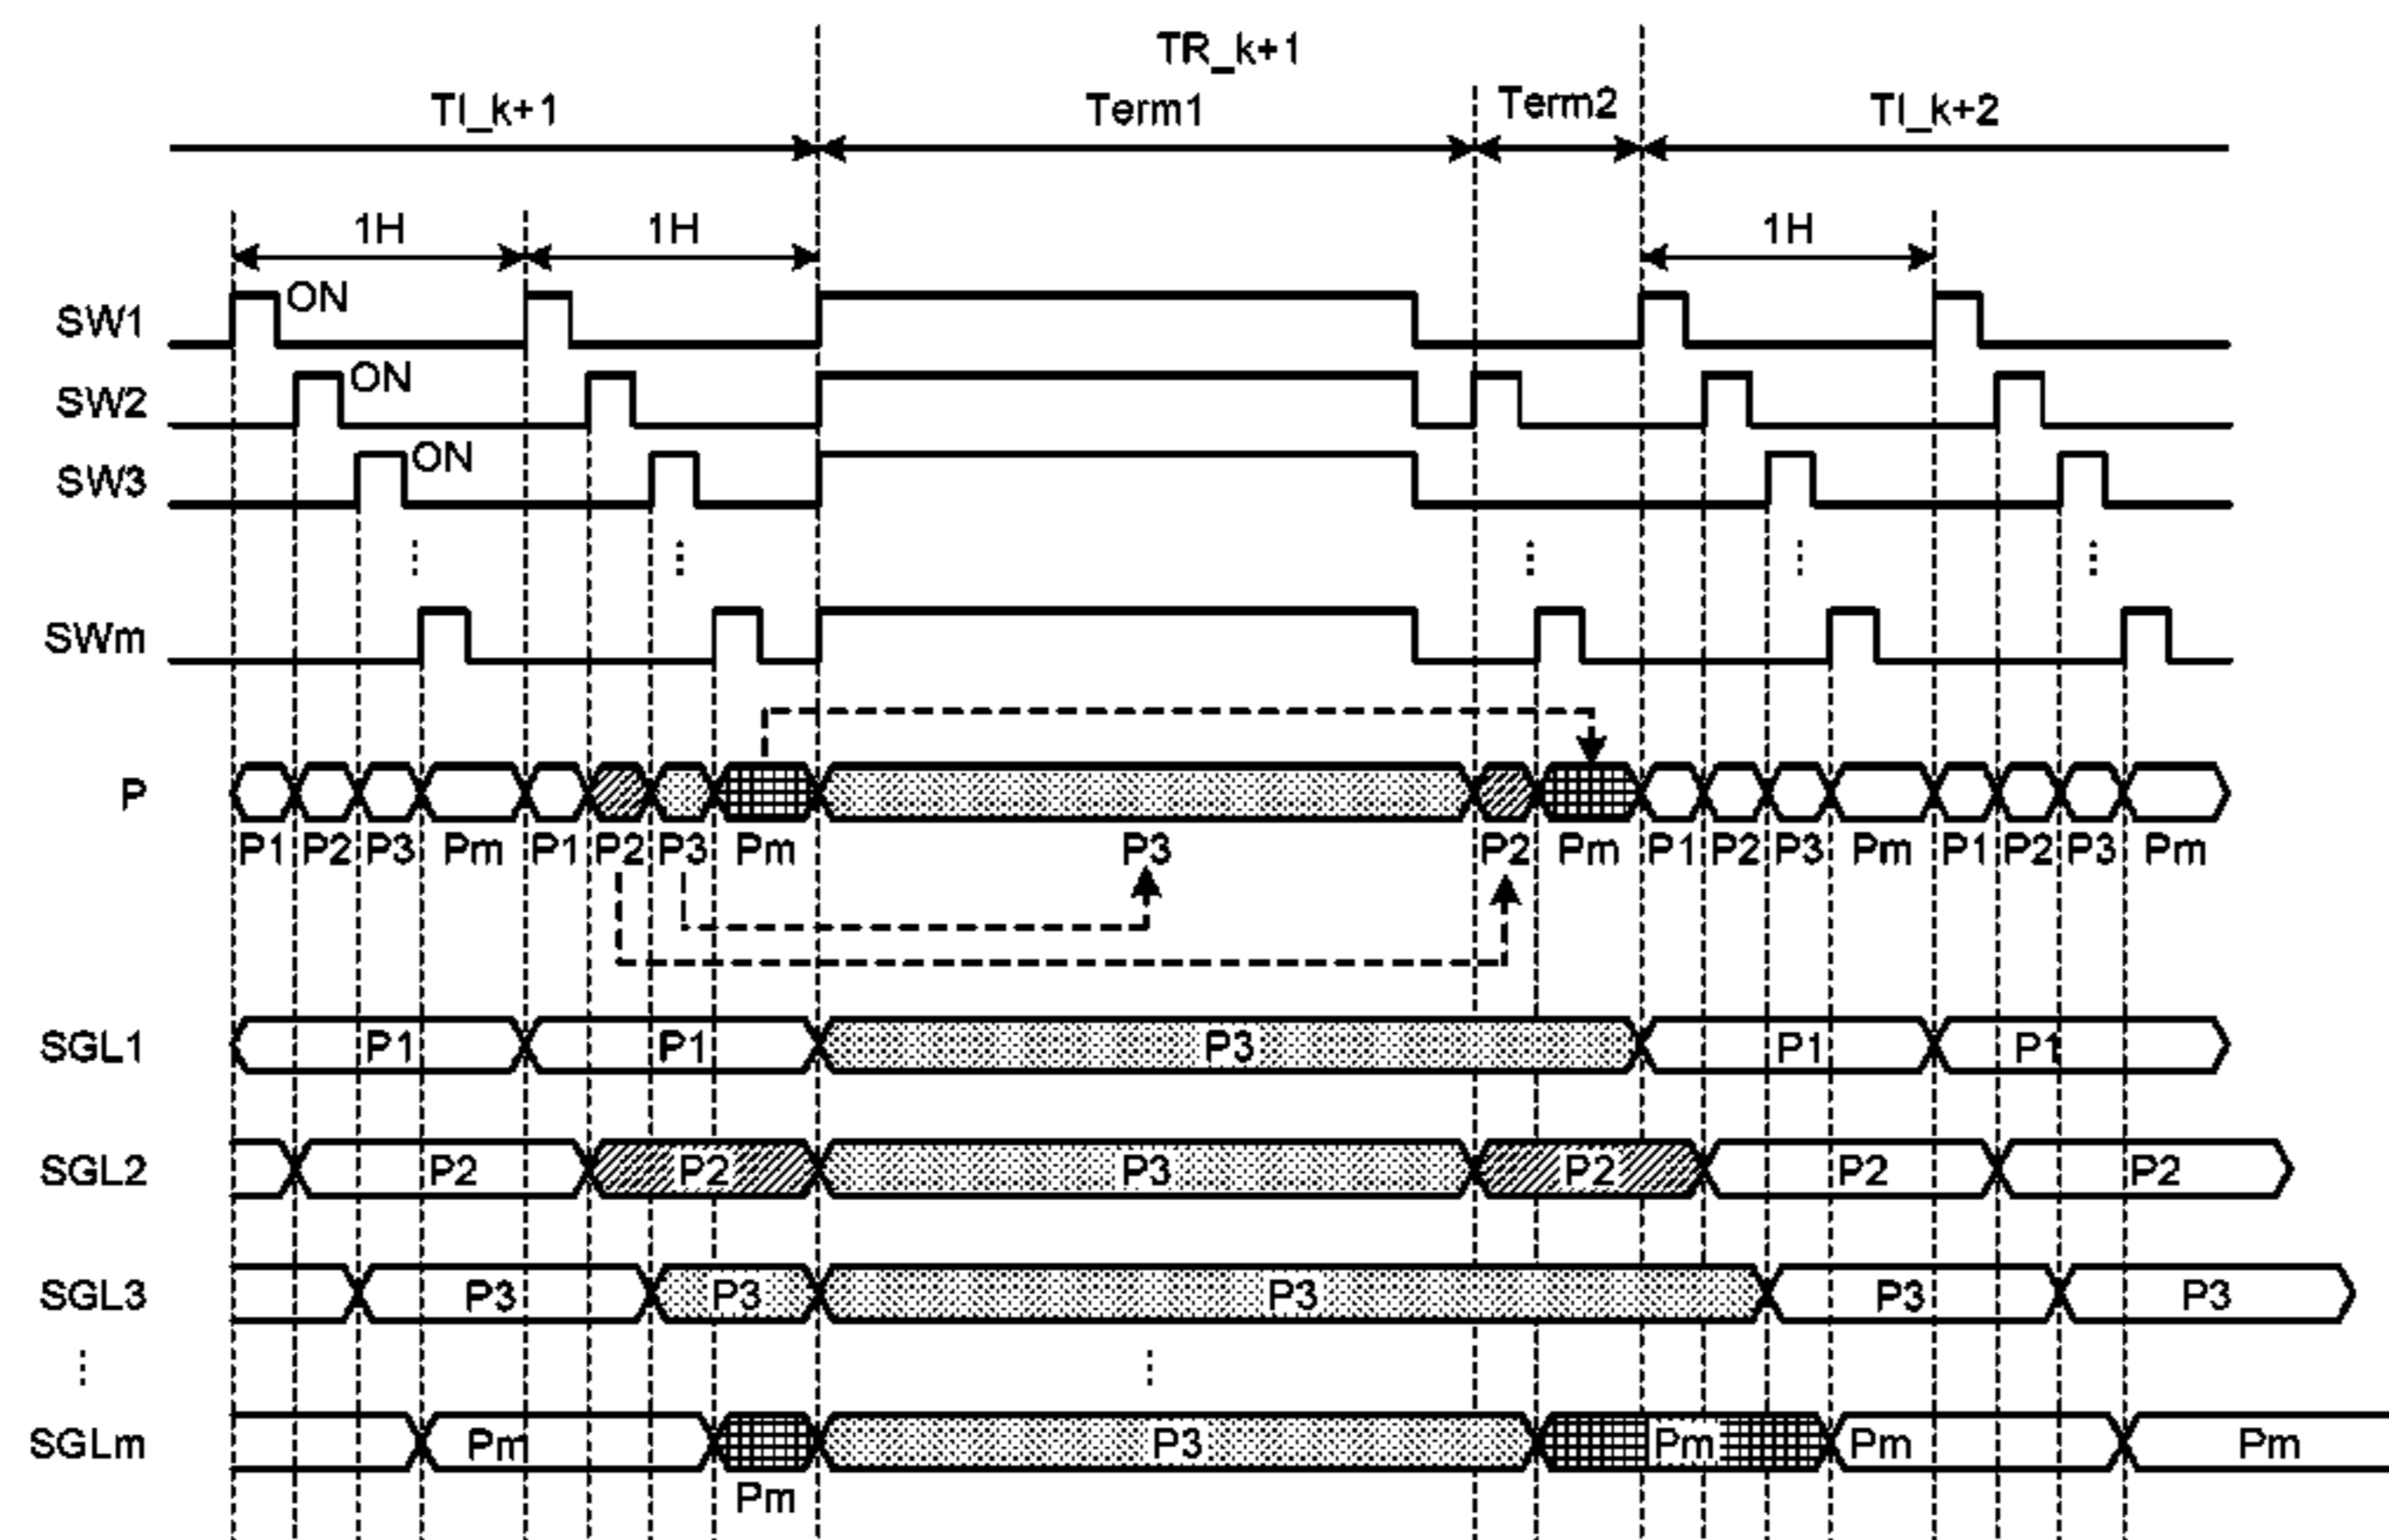 TR_k+1
TI_k+1 Term1 Term2 TI_k+2
1H 1H 1H
SW1 ON
SW2 ON
SW3 ON
⋮ ⋮ ⋮ ⋮ ⋮
SWm
P
P1 P2 P3 Pm P1 P2 P3 Pm P3 P2 Pm P1 P2 P3 Pm P1 P2 P3 Pm
SGL1 P1 P1 P3 P1 P1
SGL2 P2 P2 P3 P2 P2 P2
SGL3 P3 P3 P3 P3 P3
⋮ ⋮
SGLm Pm P3 Pm Pm Pm
Pm